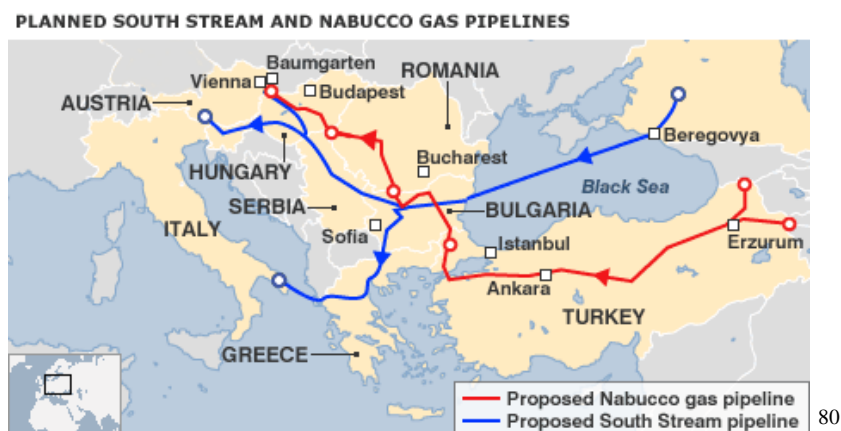 PLANNED SOUTH STREAM AND NABUCCO GAS PIPELINES
Baumgarten
Vienna
Budapest
ROMANIA
AUSTRIA
Beregovya
Bucharest
HUNGARY
Black Sea
SERBIA
BULGARIA
ITALY
Sofia
Istanbul
Erzurum
Ankara
TURKEY
GREECE
Proposed Nabucco gas pipeline
Proposed South Stream pipeline
80